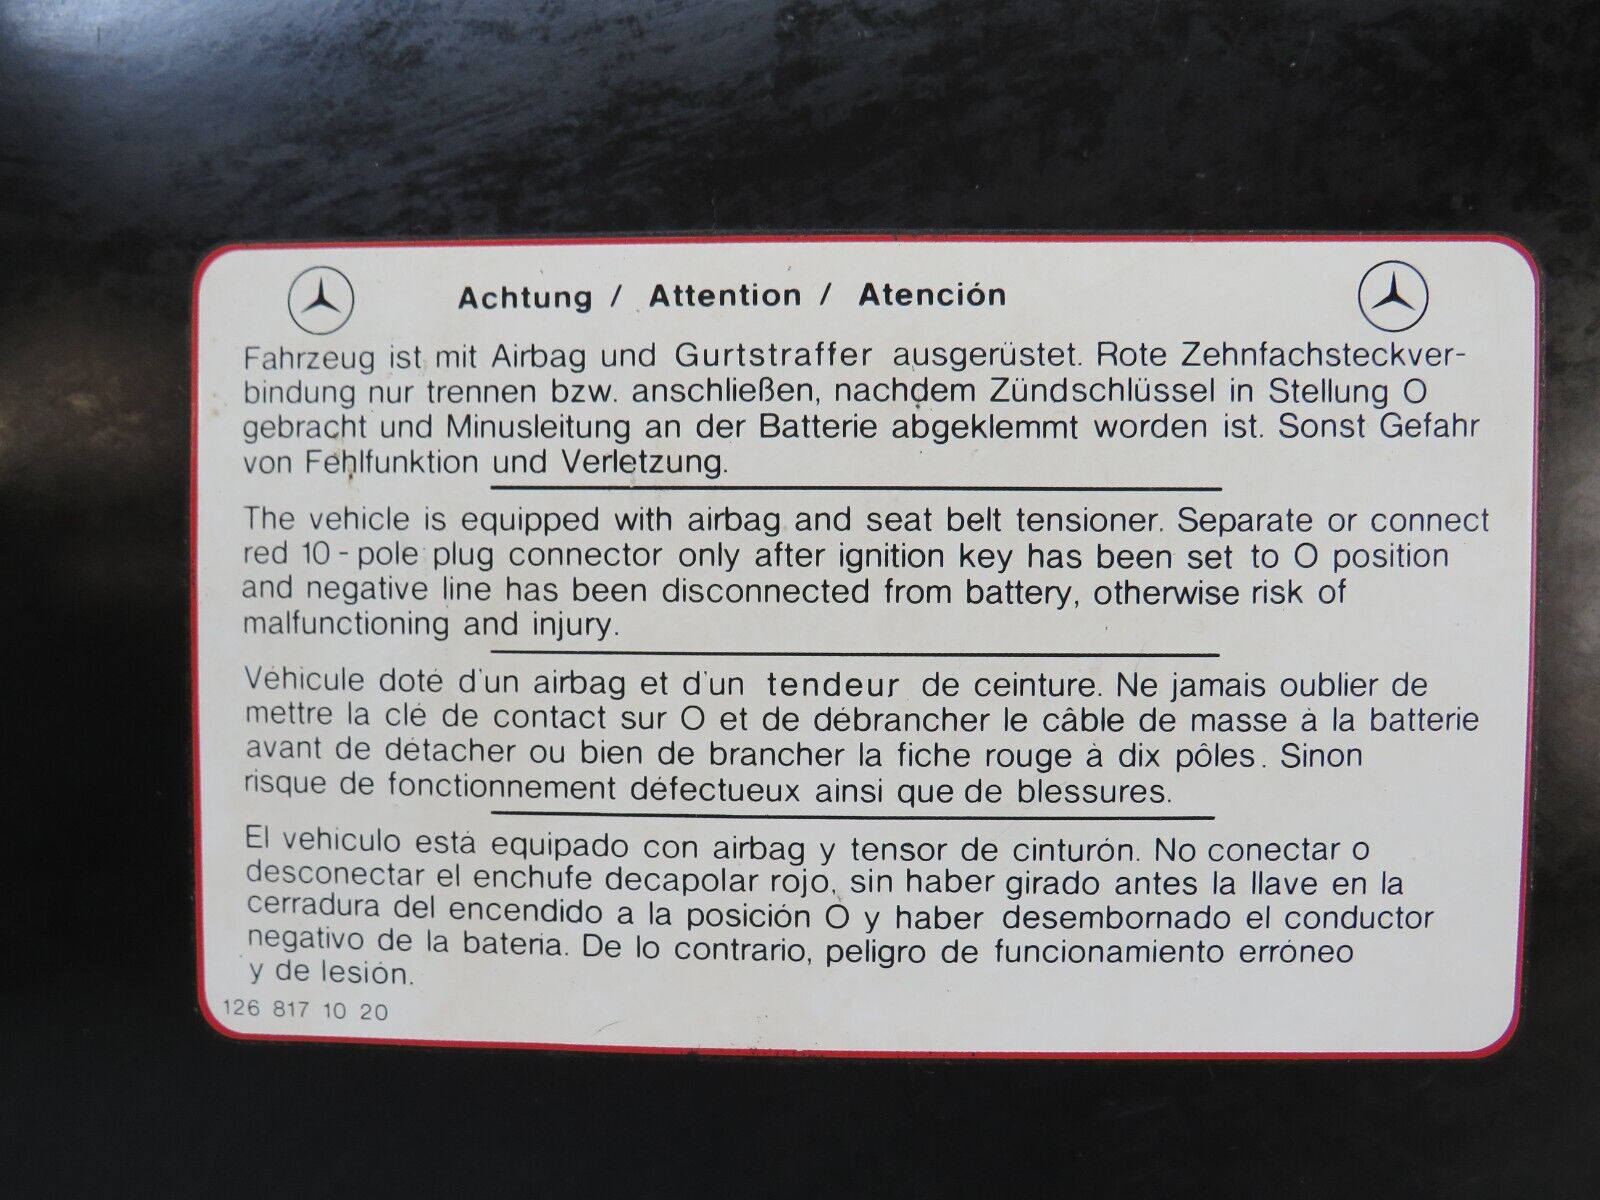 Achtung / Attention / Atención
Fahrzeug ist mit Airbag und Gurtstraffer ausgerüstet. Rote Zehnfachsteckver-
bindung nur trennen bzw. anschließen, nachdem Zündschlüssel in Stellung O
gebracht und Minusleitung an der Batterie abgeklemmt worden ist. Sonst Gefahr
von Fehlfunktion und Verletzung.
The vehicle is equipped with airbag and seat belt tensioner. Separate or connect
red 10 - pole plug connector only after ignition key has been set to O position
and negative line has been disconnected from battery, otherwise risk of
malfunctioning and injury.
Véhicule doté d'un airbag et d'un tendeur de ceinture. Ne jamais oublier de
mettre la clé de contact sur O et de débrancher le câble de masse à la batterie
avant de détacher ou bien de brancher la fiche rouge à dix pôles. Sinon
risque de fonctionnement défectueux ainsi que de blessures.
El vehiculo está equipado con airbag y tensor de cinturón. No conectar o
desconectar el enchufe decapolar rojo, sin haber girado antes la llave en la
cerradura del encendido a la posición O y haber desembornado el conductor
negativo de la bateria. De lo contrario, peligro de funcionamiento erróneo
y de lesión.
126 817 10 20